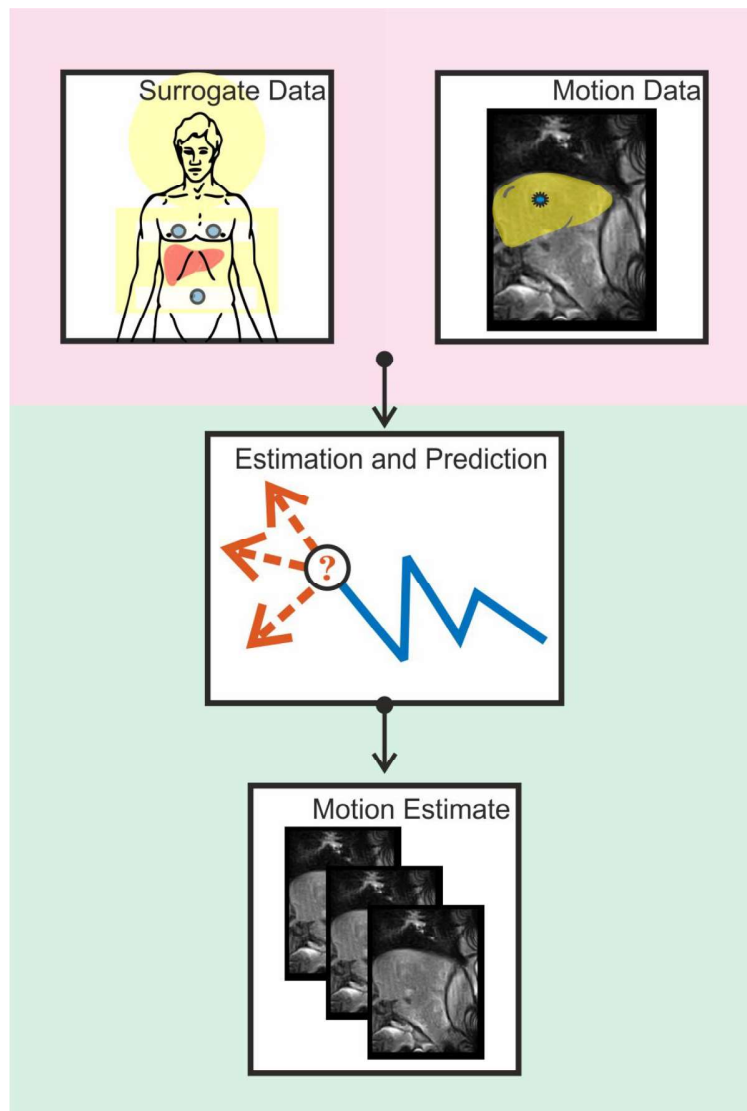 Surrogate Data
Motion Data
Estimation and Prediction
?
Motion Estimate